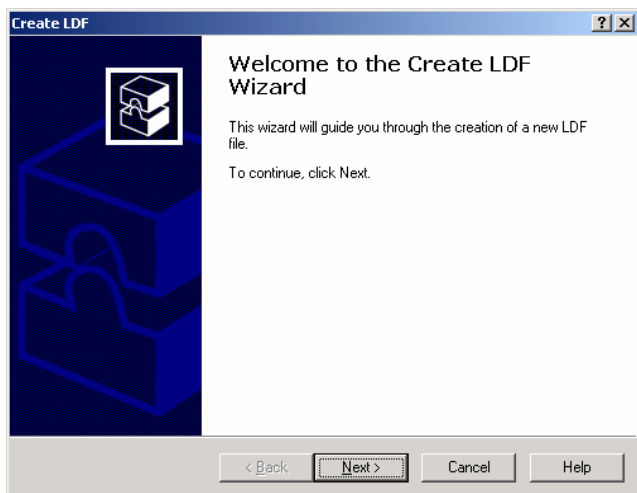 Create LDF
Welcome to the Create LDF
Wizard
This wizard will guide you through the creation of a new LDF
file.
To continue, click Next.
< Back Next > Cancel Help